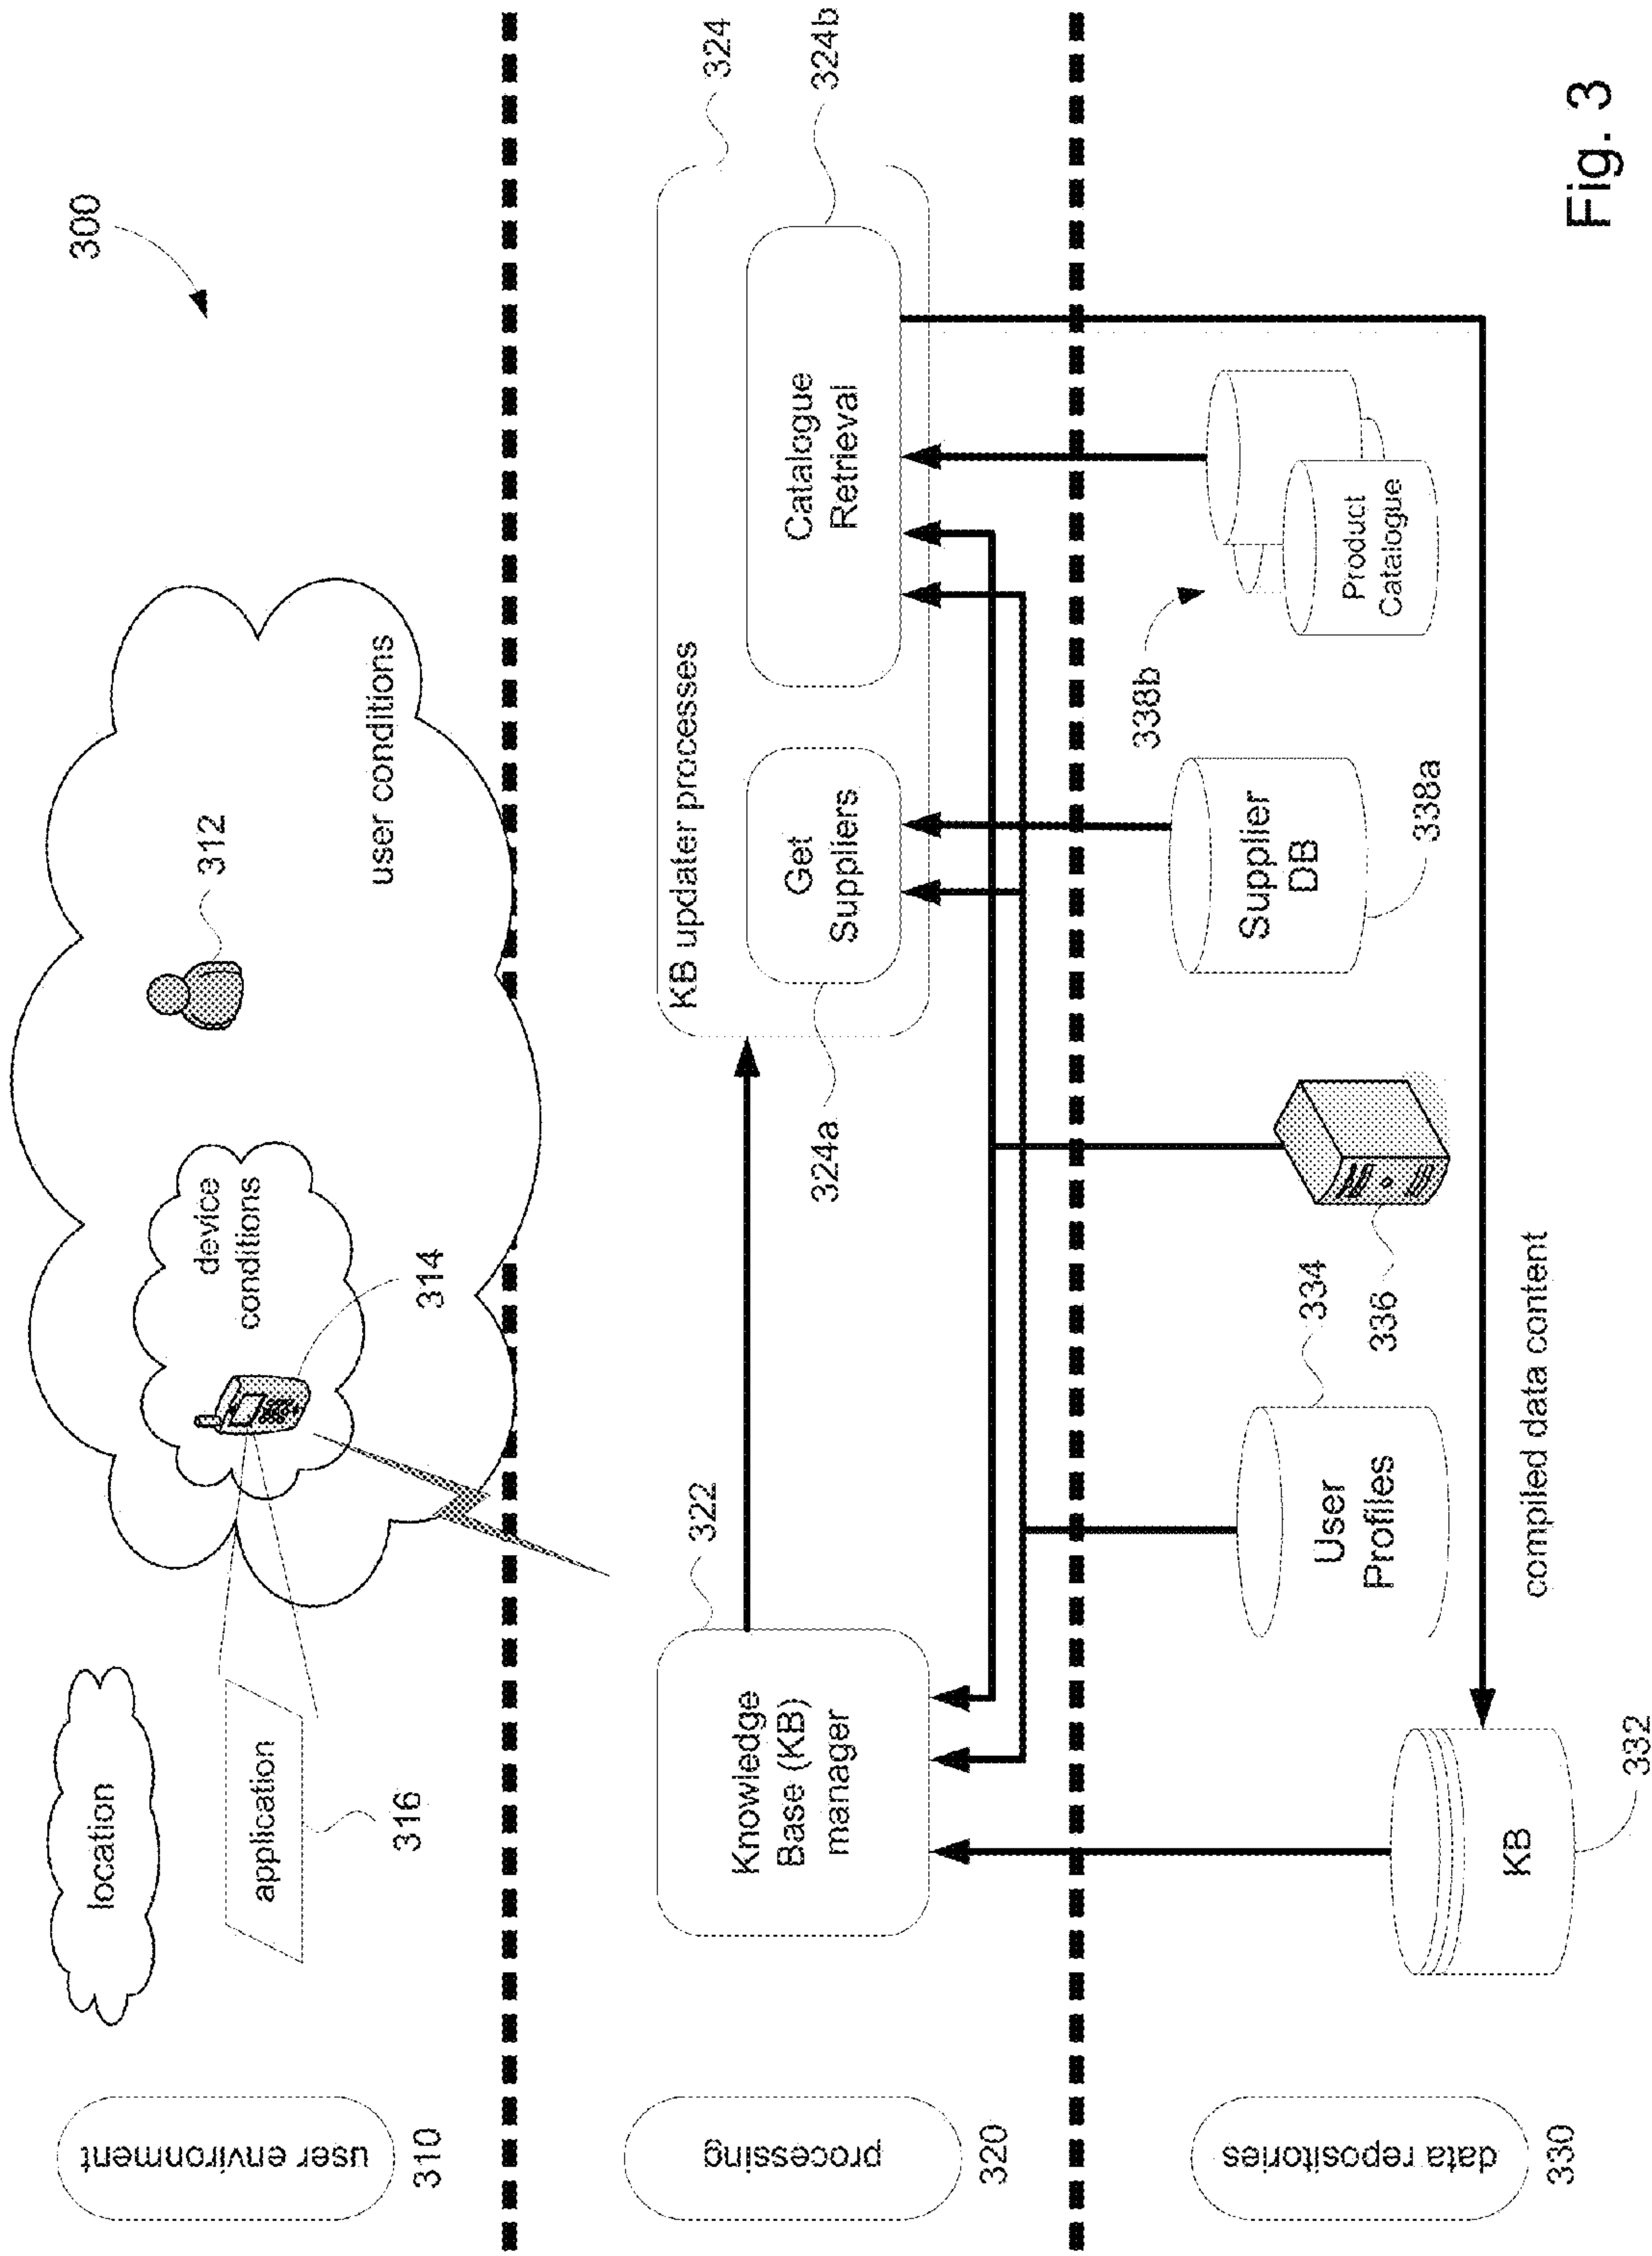 300
location
application
316
device
conditions
314
312
user conditions
user environment
310
322
Knowledge
Base (KB)
manager
KB updater processes
324
Get
Suppliers
324a
Catalogue
Retrieval
324b
processing
320
KB
332
User
Profiles
334
336
Supplier
DB
338a
338b
Product
Catalogue
compiled data content
data repositories
330
Fig. 3